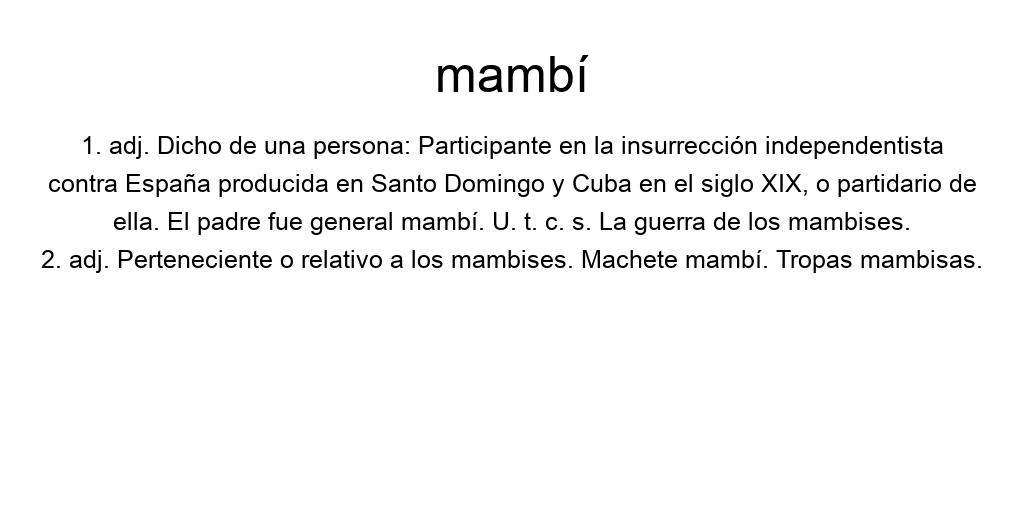 mambí
1. adj. Dicho de una persona: Participante en la insurrección independentista
contra España producida en Santo Domingo y Cuba en el siglo XIX, o partidario de
ella. El padre fue general mambí. U. t. c. s. La guerra de los mambises.
2. adj. Perteneciente o relativo a los mambises. Machete mambí. Tropas mambisas.